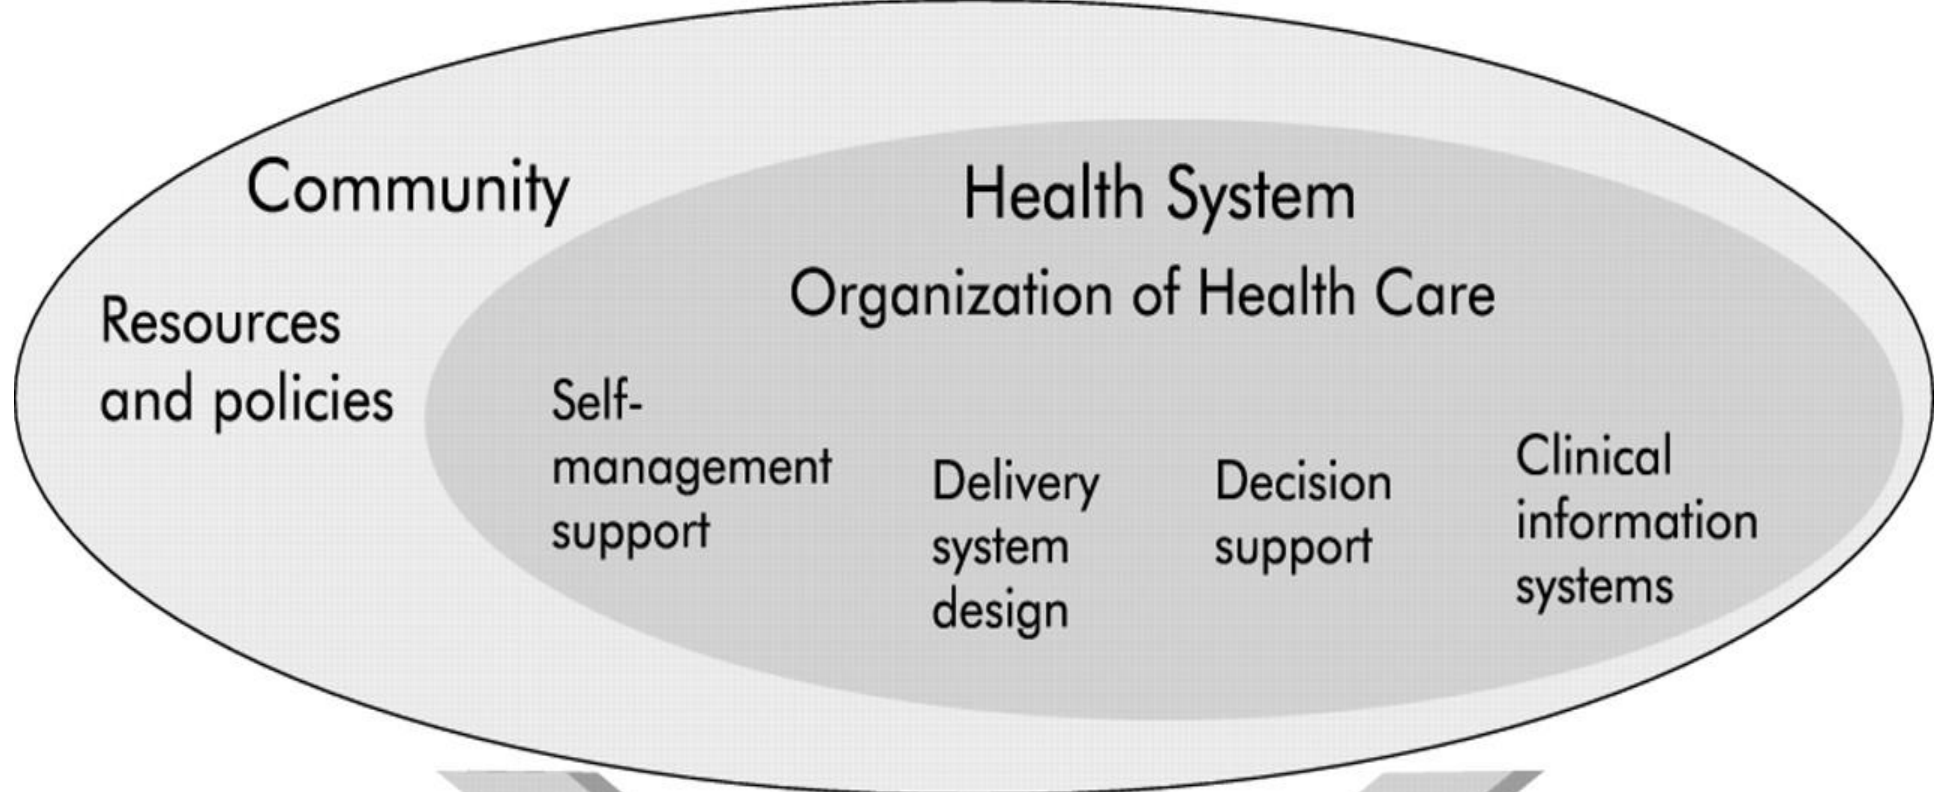 Community
Resources
and policies
Health System
Organization of Health Care
Self-
management
support
Delivery
system
design
Decision
support
Clinical
information
systems